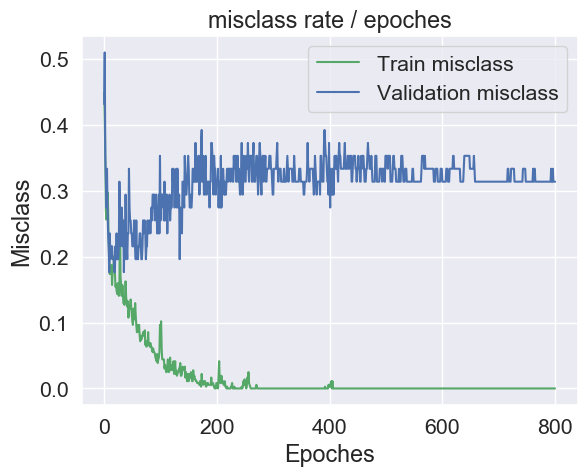 misclass rate / epoches
Train misclass
Validation misclass
0.5
0.4
0.3
0.2
0.1
0.0
Misclass
0
200
400
600
800
Epoches